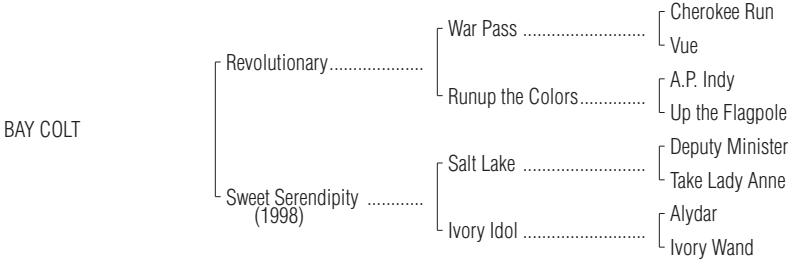 Cherokee Run
War Pass ..........................
Vue
Revolutionary....................
A.P. Indy
Runup the Colors..............
Up the Flagpole
BAY COLT
Deputy Minister
Salt Lake ..........................
Take Lady Anne
Sweet Serendipity ............
(1998)
Alydar
Ivory Idol ..........................
Ivory Wand